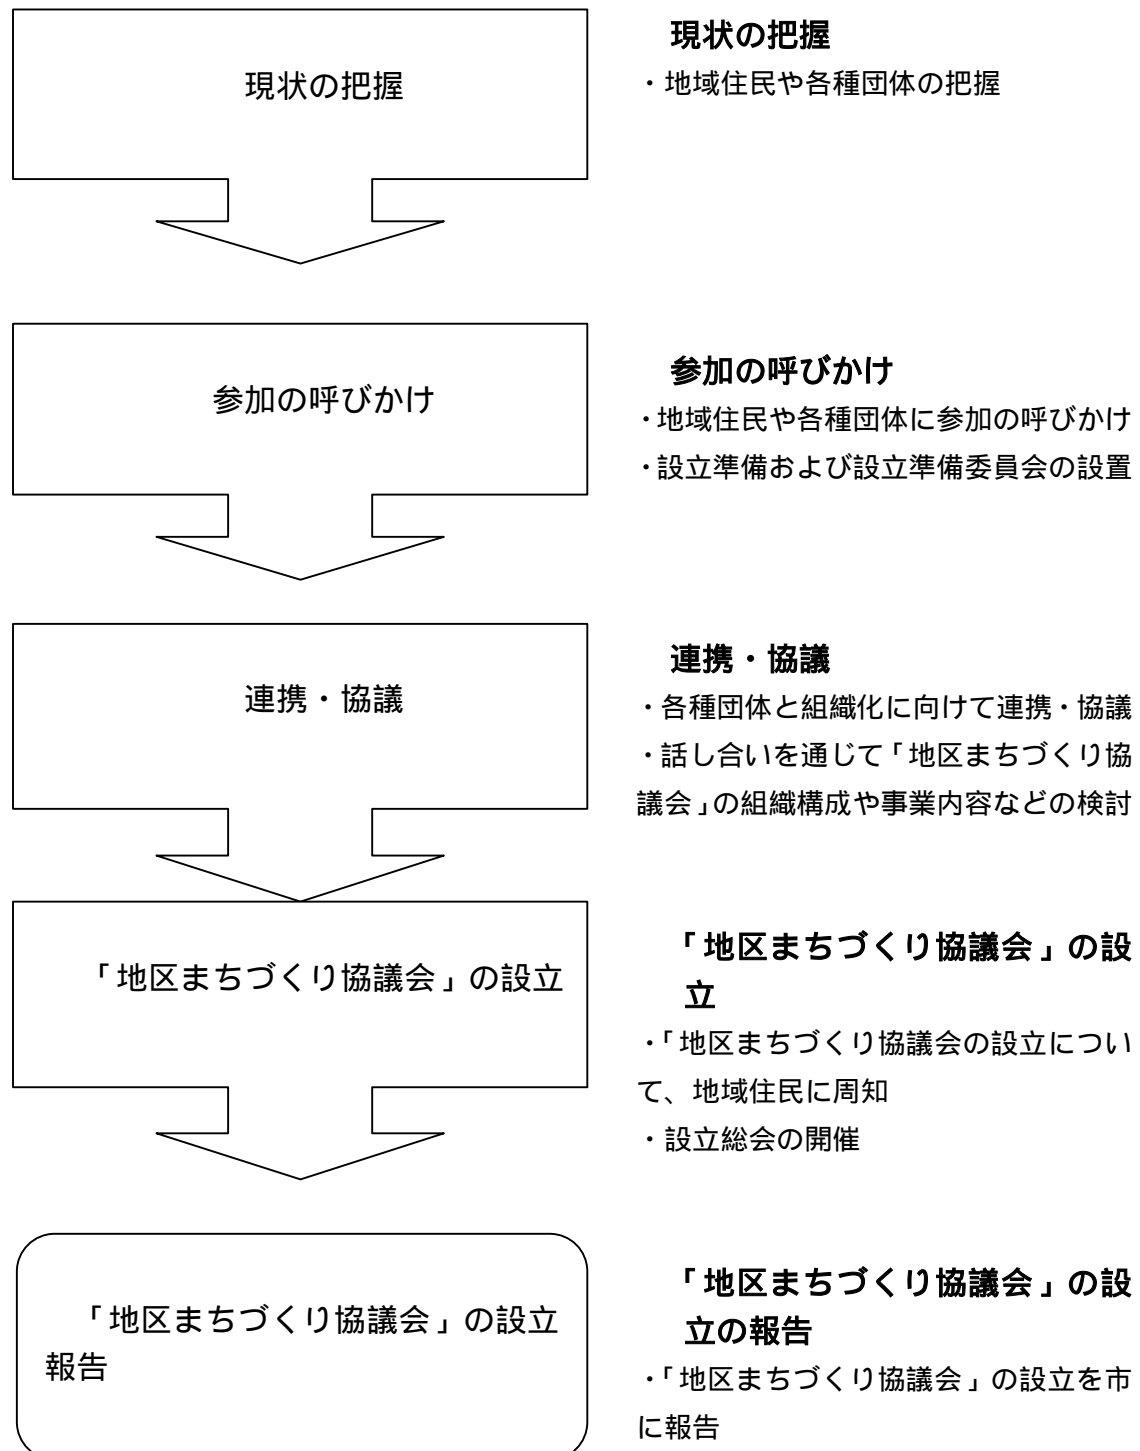 現状の把握
現状の把握
・地域住民や各種団体の把握
参加の呼びかけ
参加の呼びかけ
・地域住民や各種団体に参加の呼びかけ
・設立準備および設立準備委員会の設置
連携・協議
連携・協議
・各種団体と組織化に向けて連携・協議
・話し合いを通じて「地区まちづくり協
議会」の組織構成や事業内容などの検討
「地区まちづくり協議会」の設立
「地区まちづくり協議会」の設
立
・「地区まちづくり協議会の設立につい
て、地域住民に周知
・設立総会の開催
「地区まちづくり協議会」の設立
報告
「地区まちづくり協議会」の設
立の報告
・「地区まちづくり協議会」の設立を市
に報告